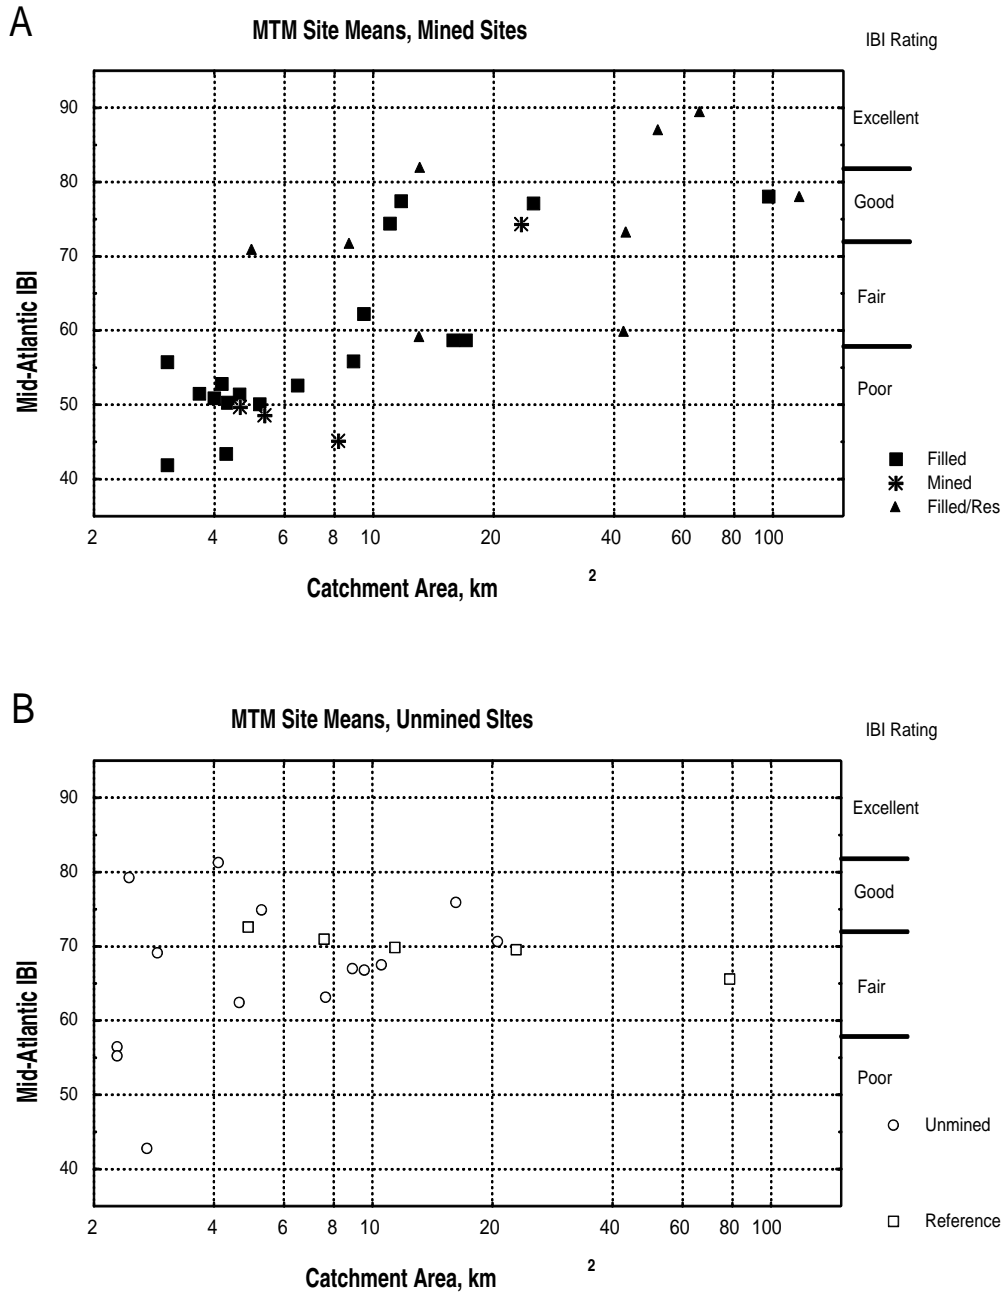 A
MTM Site Means, Mined Sites
IBI Rating
90
80
70
60
50
40
Mid-Atlantic IBI
Excellent
Good
Fair
Poor
Filled
Mined
Filled/Res
2 4 6 8 10 20 40 60 80 100
Catchment Area, km 2
B
MTM Site Means, Unmined SItes
IBI Rating
90
80
70
60
50
40
Mid-Atlantic IBI
Excellent
Good
Fair
Poor
Unmined
Reference
2 4 6 8 10 20 40 60 80 100
Catchment Area, km 2